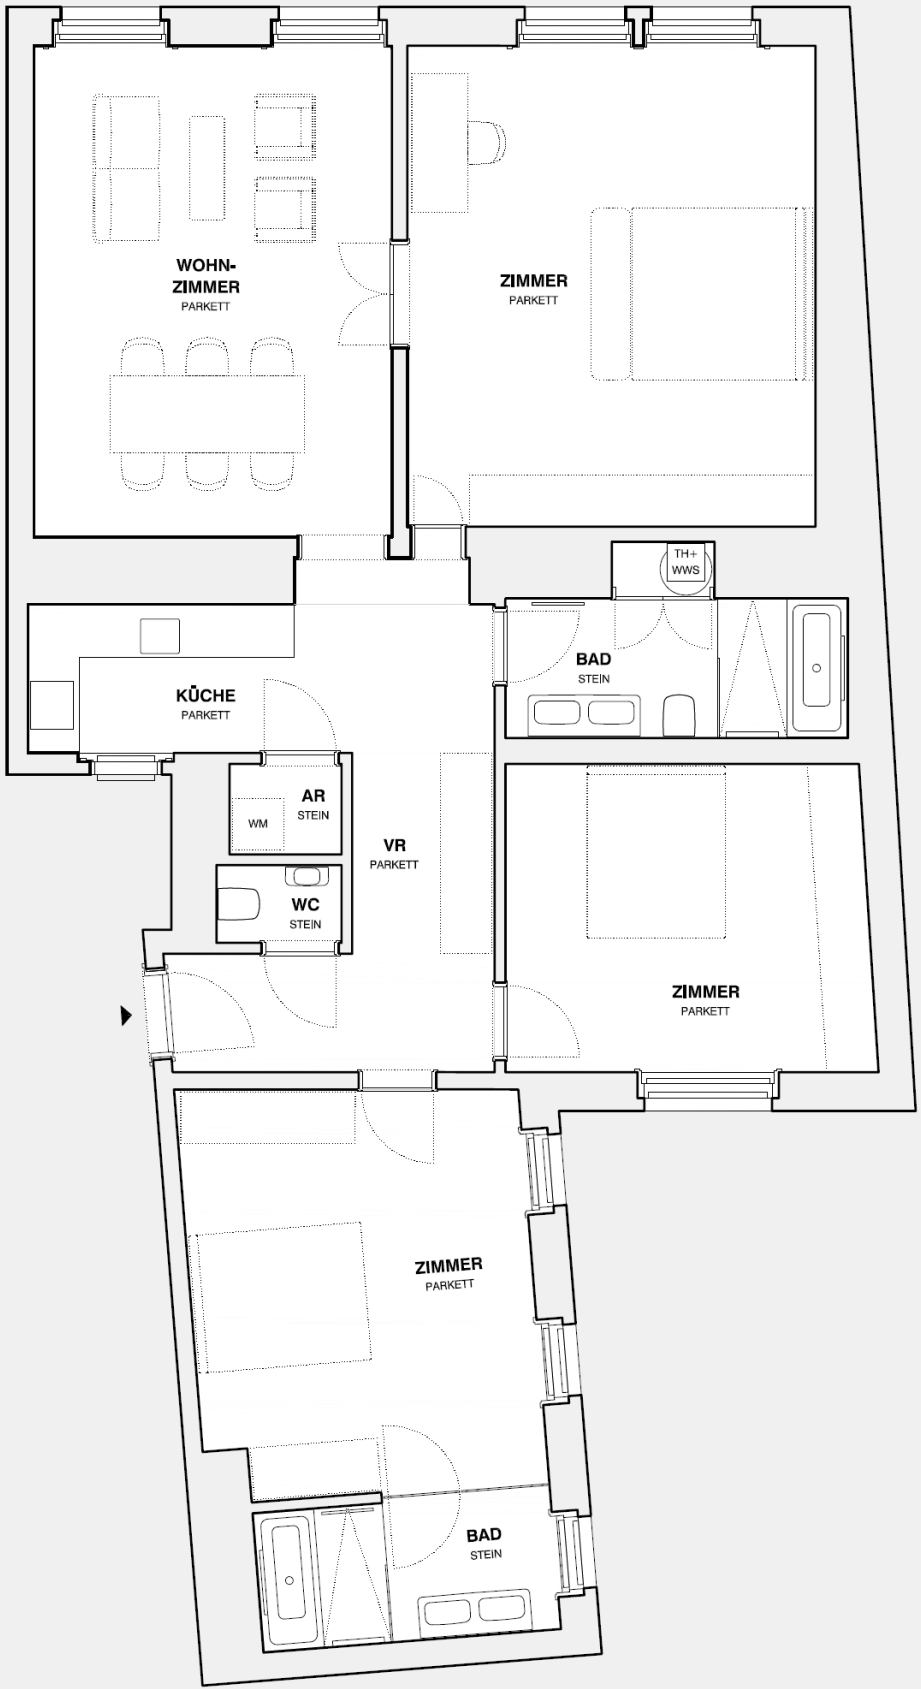 WOHN-
ZIMMER
PARKETT
ZIMMER
PARKETT
TH+
WWS
BAD
STEIN
KÜCHE
PARKETT
AR
STEIN
WM
VR
PARKETT
WC
STEIN
ZIMMER
PARKETT
ZIMMER
PARKETT
BAD
STEIN